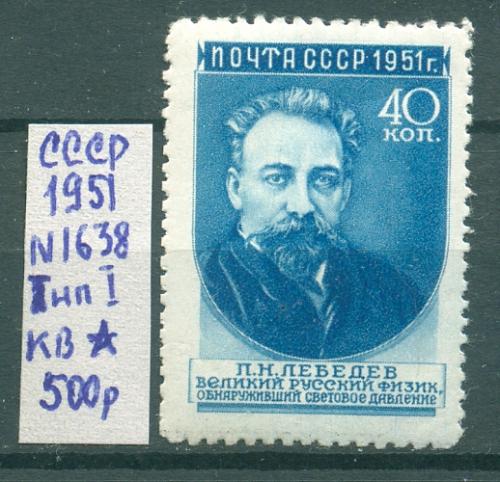 СССР
1951
N1638
Тип I
КВ ☆
500р
ПОЧТА СССР 1951г.
40
КОП.
П.Н.ЛЕБЕДЕВ
ВЕЛИКИЙ РУССКИЙ ФИЗИК,
ОБНАРУЖИВШИЙ СВЕТОВОЕ ДАВЛЕНИЕ